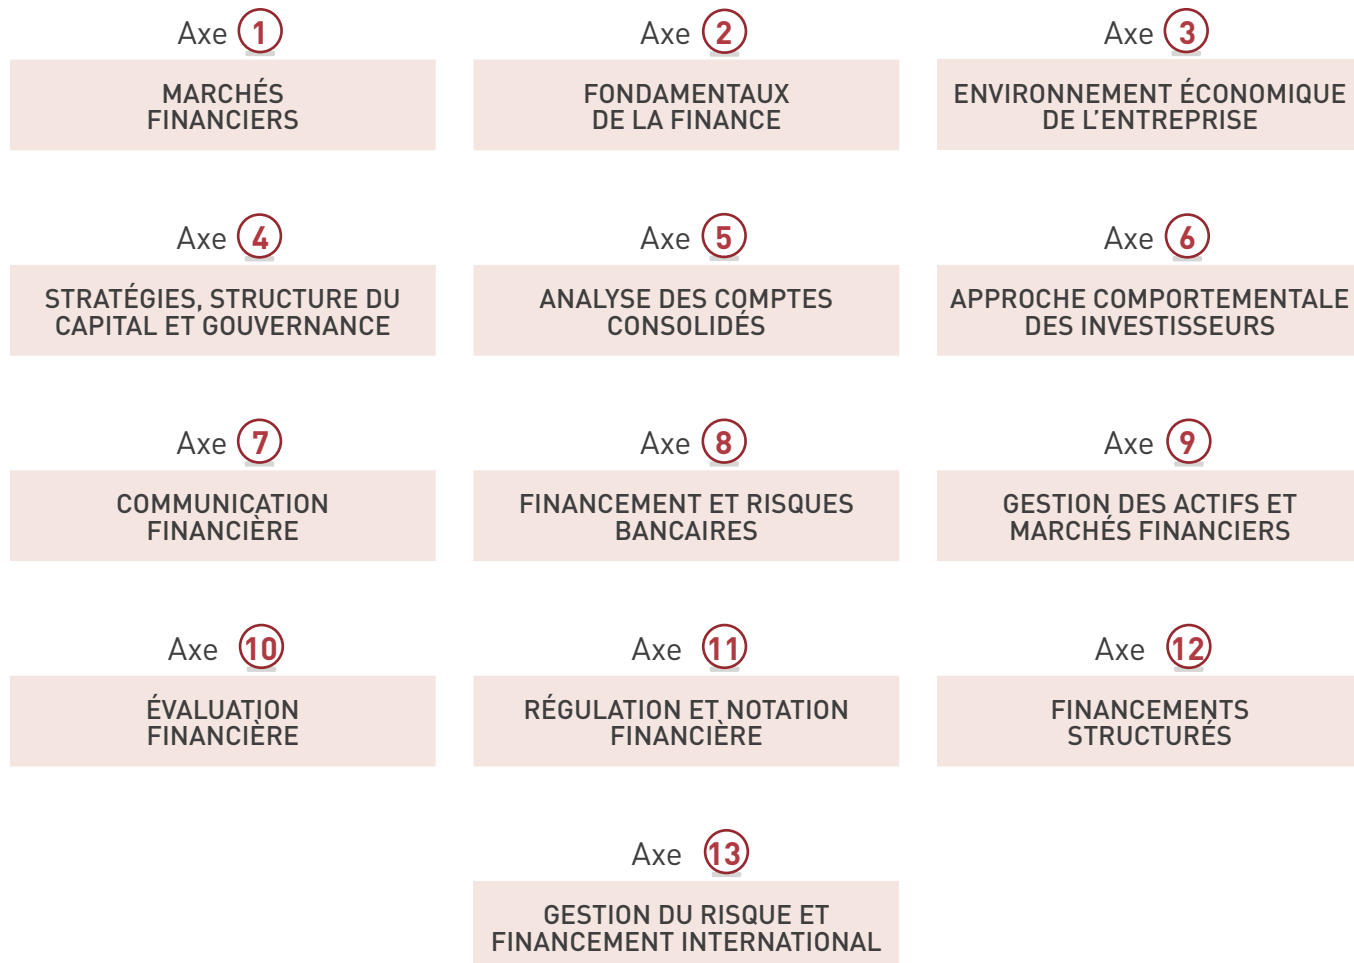 Axe 1
MARCHÉS
FINANCIERS
Axe 2
FONDAMENTAUX
DE LA FINANCE
Axe 3
ENVIRONNEMENT ÉCONOMIQUE
DE L'ENTREPRISE
Axe 4
STRATÉGIES, STRUCTURE DU
CAPITAL ET GOUVERNANCE
Axe 5
ANALYSE DES COMPTES
CONSOLIDÉS
Axe 6
APPROCHE COMPORTEMENTALE
DES INVESTISSEURS
Axe 7
COMMUNICATION
FINANCIÈRE
Axe 8
FINANCEMENT ET RISQUES
BANCAIRES
Axe 9
GESTION DES ACTIFS ET
MARCHÉS FINANCIERS
Axe 10
ÉVALUATION
FINANCIÈRE
Axe 11
RÉGULATION ET NOTATION
FINANCIÈRE
Axe 12
FINANCEMENTS
STRUCTURÉS
Axe 13
GESTION DU RISQUE ET
FINANCEMENT INTERNATIONAL